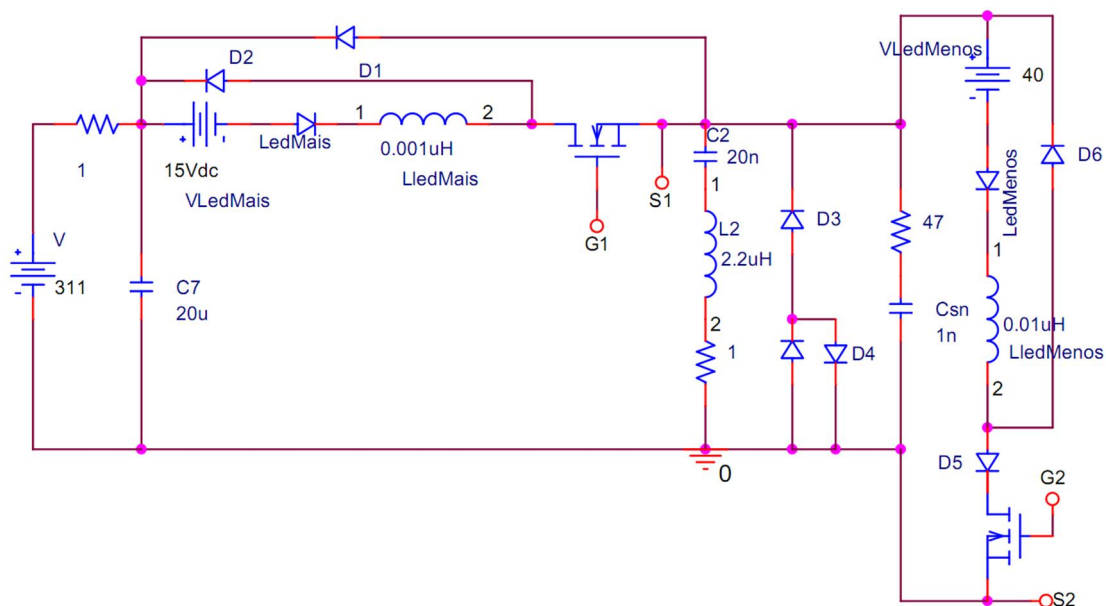 VLedMenos
+
40
-
D2
D1
1
2
C2
+
-
LedMais
0.001uH
20n
D6
1
15Vdc
LledMais
S1
1
LedMenos
VLedMais
D3
47
G1
L2
V
2.2uH
1
+
311
-
C7
Csn
0.01uH
20u
2
1n
LledMenos
1
D4
2
0
D5
G2
S2